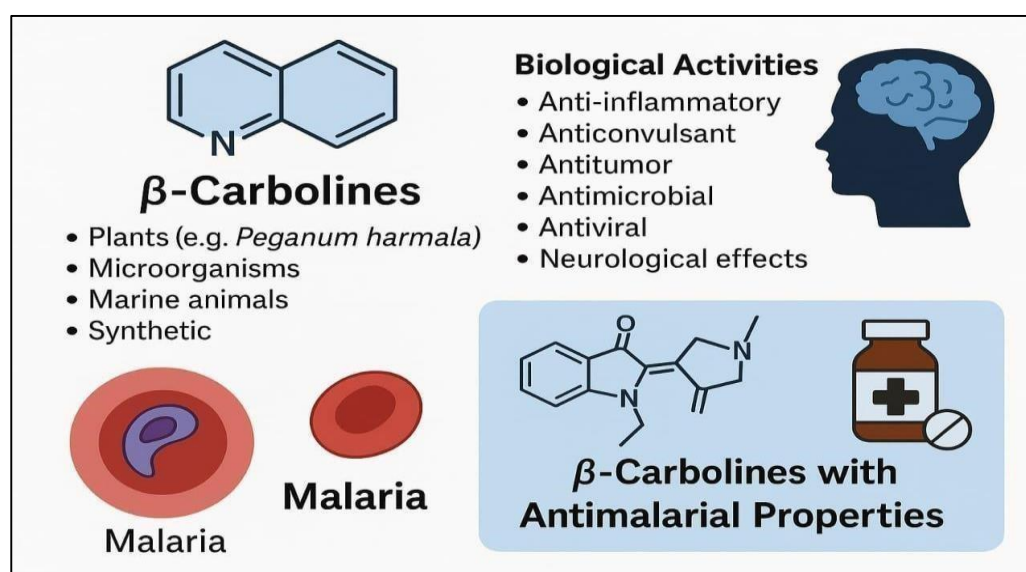 N
β-Carbolines
• Plants (e.g. Peganum harmala)
• Microorganisms
• Marine animals
• Synthetic
Biological Activities
• Anti-inflammatory
• Anticonvulsant
• Antitumor
• Antimicrobial
• Antiviral
• Neurological effects
Malaria
Malaria
O
N
N
β-Carbolines with
Antimalarial Properties